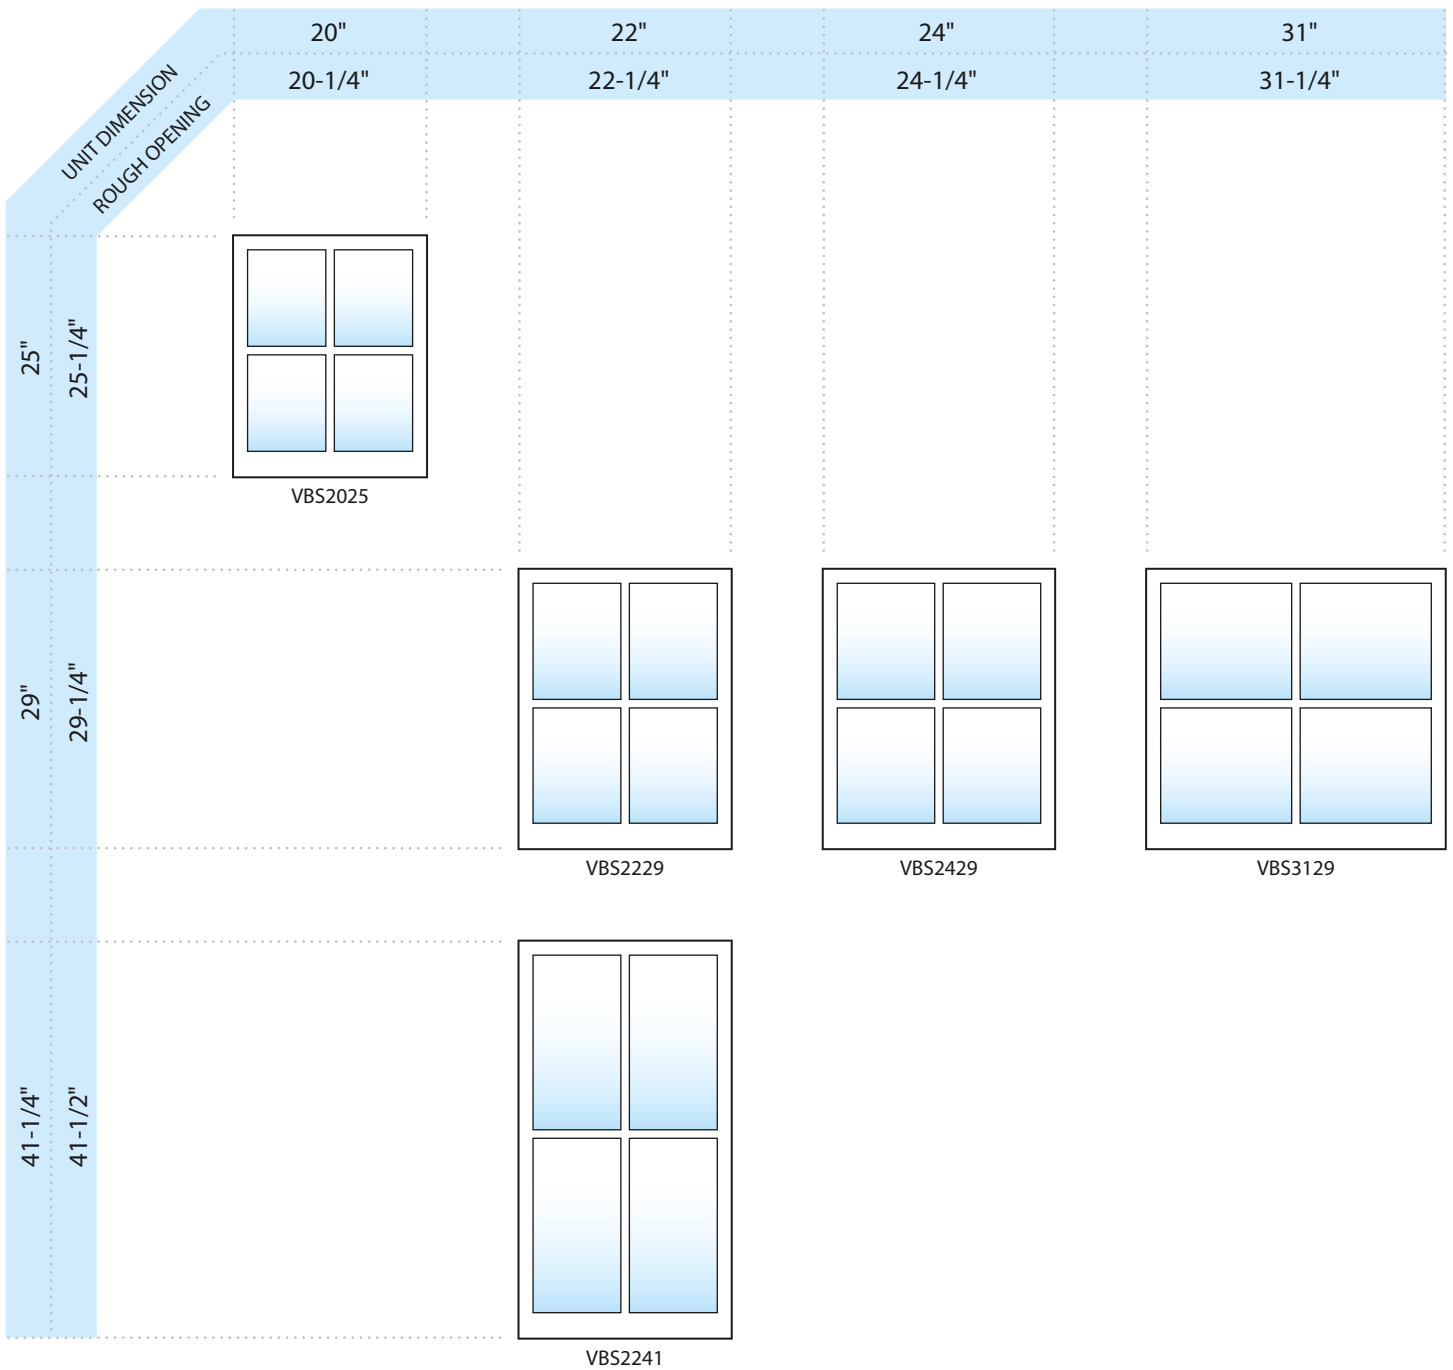 20" 22" 24" 31"
20-1/4" 22-1/4" 24-1/4" 31-1/4"
UNIT DIMENSION
ROUGH OPENING
25"
25-1/4"
VBS2025
29"
29-1/4"
VBS2229 VBS2429 VBS3129
41-1/4"
41-1/2"
VBS2241